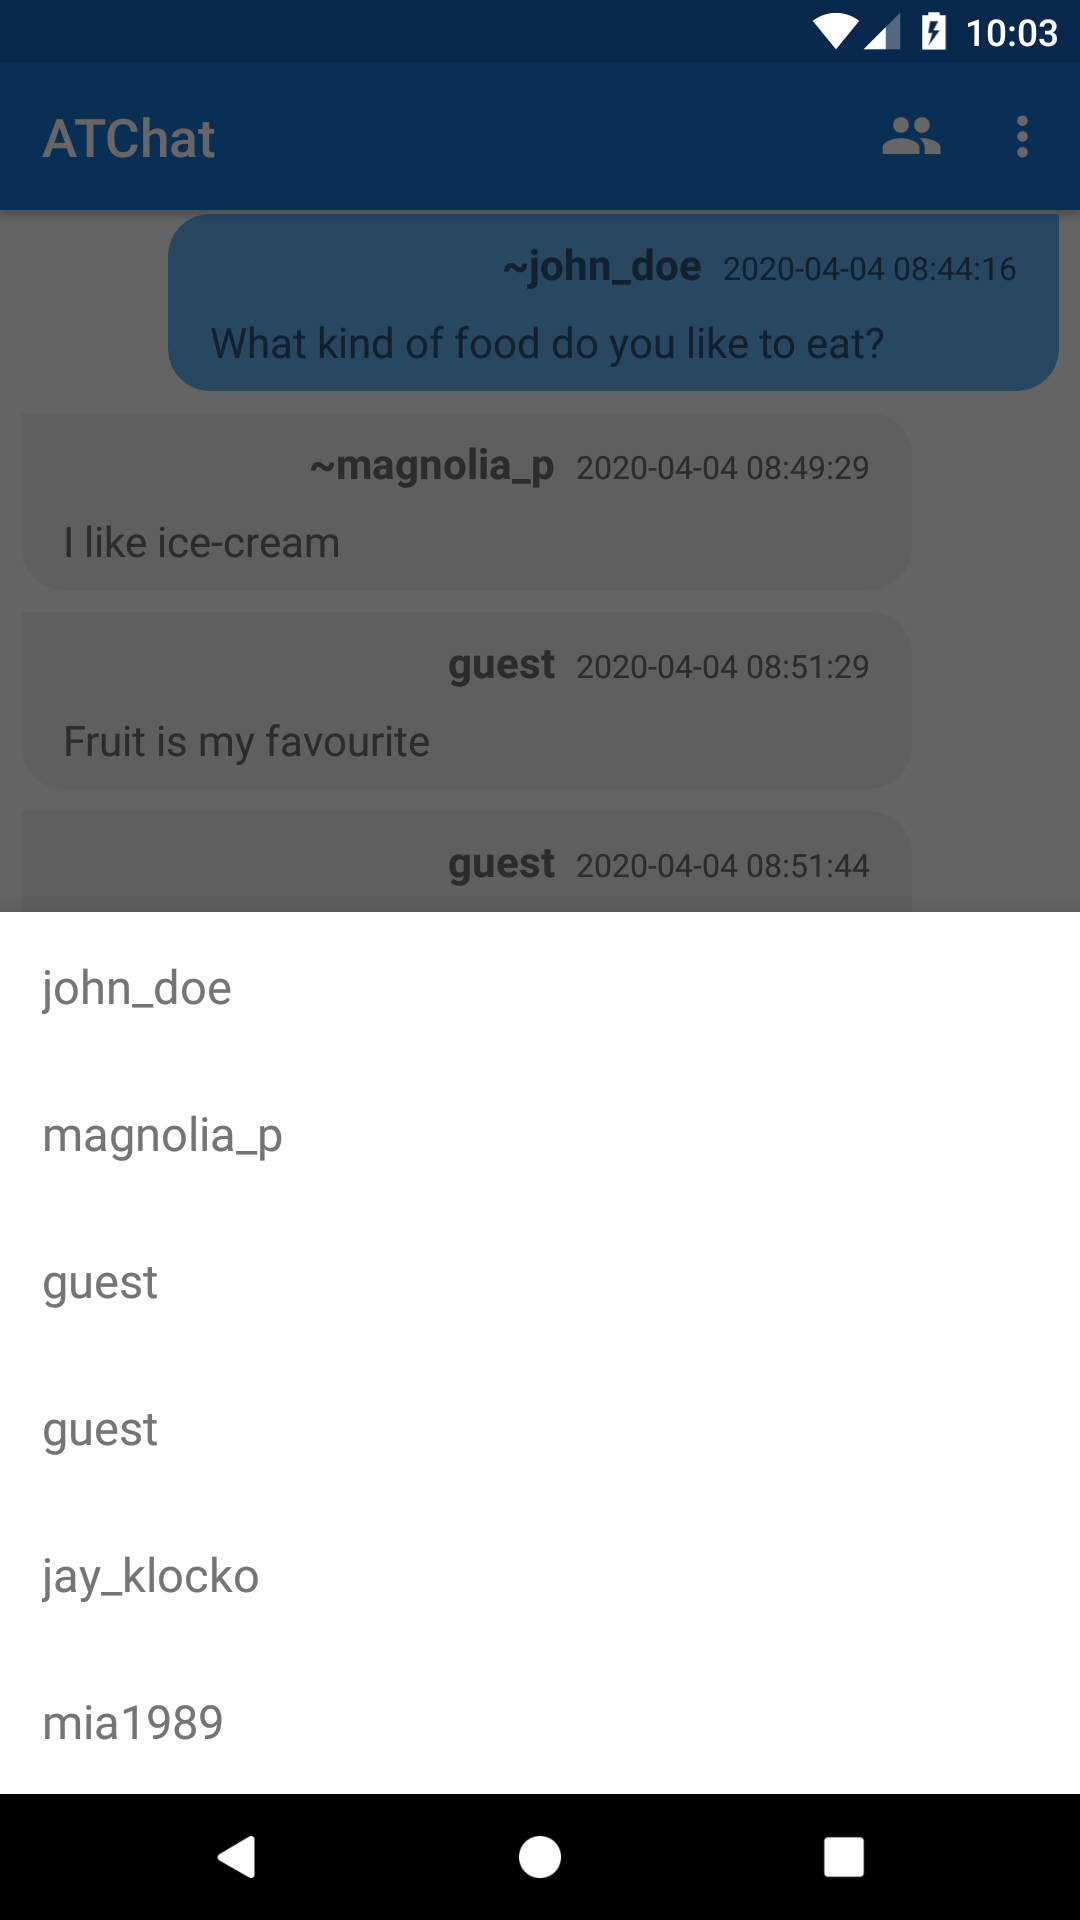 10:03
ATChat
~john_doe 2020-04-04 08:44:16
What kind of food do you like to eat?
~magnolia_p 2020-04-04 08:49:29
I like ice-cream
guest 2020-04-04 08:51:29
Fruit is my favourite
guest 2020-04-04 08:51:44
john_doe
magnolia_p
guest
guest
jay_klocko
mia1989